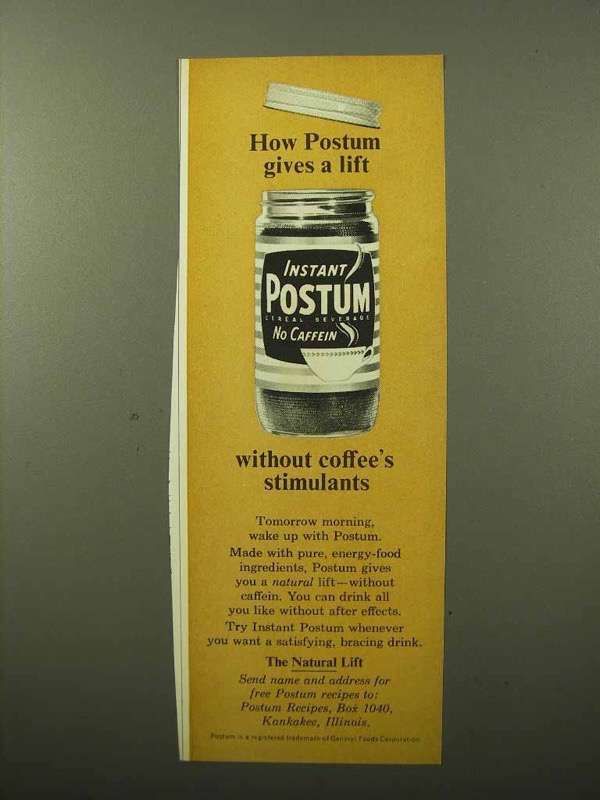 How Postum
gives a lift
INSTANT
POSTUM
CEREAL BEVERAGE
NO CAFFEIN
without coffee's
stimulants
Tomorrow morning,
wake up with Postum.
Made with pure, energy-food
ingredients, Postum gives
you a natural lift—without
caffein. You can drink all
you like without after effects.
Try Instant Postum whenever
you want a satisfying, bracing drink.
The Natural Lift
Send name and address for
free Postum recipes to:
Postum Recipes, Box 1040,
Kankakee, Illinois.
Postum is a registered trademark of General Foods Corporation